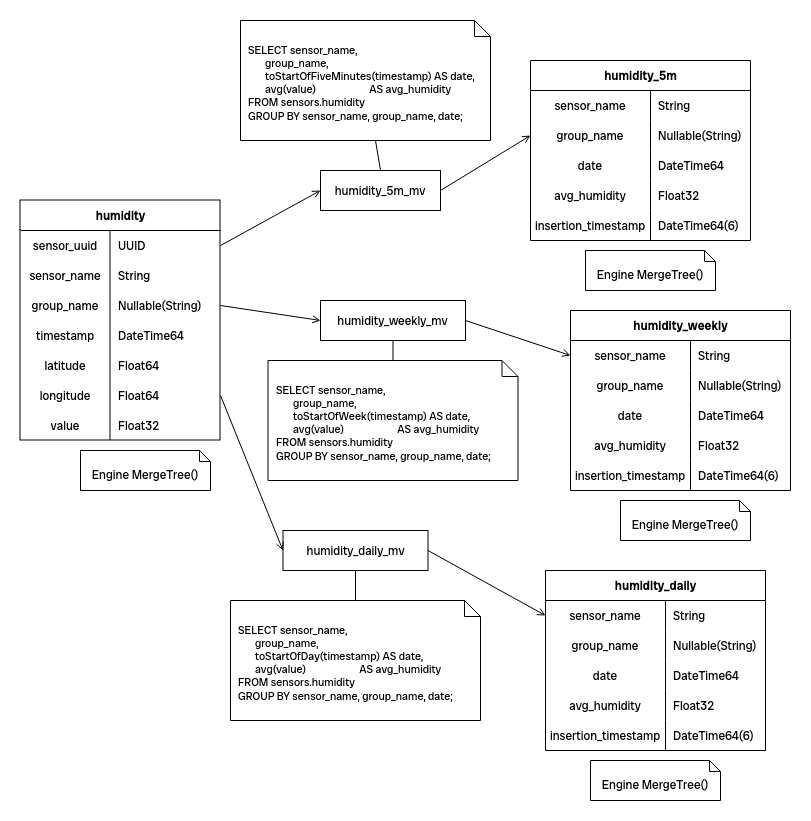 SELECT sensor_name,
group_name,
toStartOfFiveMinutes(timestamp) AS date,
avg(value) AS avg_humidity
FROM sensors.humidity
GROUP BY sensor_name, group_name, date;
humidity_5m_mv
humidity_5m
sensor_name String
group_name Nullable(String)
date DateTime64
avg_humidity Float32
insertion_timestamp DateTime64(6)
Engine MergeTree()
humidity
sensor_uuid UUID
sensor_name String
group_name Nullable(String)
timestamp DateTime64
latitude Float64
longitude Float64
value Float32
Engine MergeTree()
humidity_weekly_mv
SELECT sensor_name,
group_name,
toStartOfWeek(timestamp) AS date,
avg(value) AS avg_humidity
FROM sensors.humidity
GROUP BY sensor_name, group_name, date;
humidity_weekly
sensor_name String
group_name Nullable(String)
date DateTime64
avg_humidity Float32
insertion_timestamp DateTime64(6)
Engine MergeTree()
humidity_daily_mv
SELECT sensor_name,
group_name,
toStartOfDay(timestamp) AS date,
avg(value) AS avg_humidity
FROM sensors.humidity
GROUP BY sensor_name, group_name, date;
humidity_daily
sensor_name String
group_name Nullable(String)
date DateTime64
avg_humidity Float32
insertion_timestamp DateTime64(6)
Engine MergeTree()